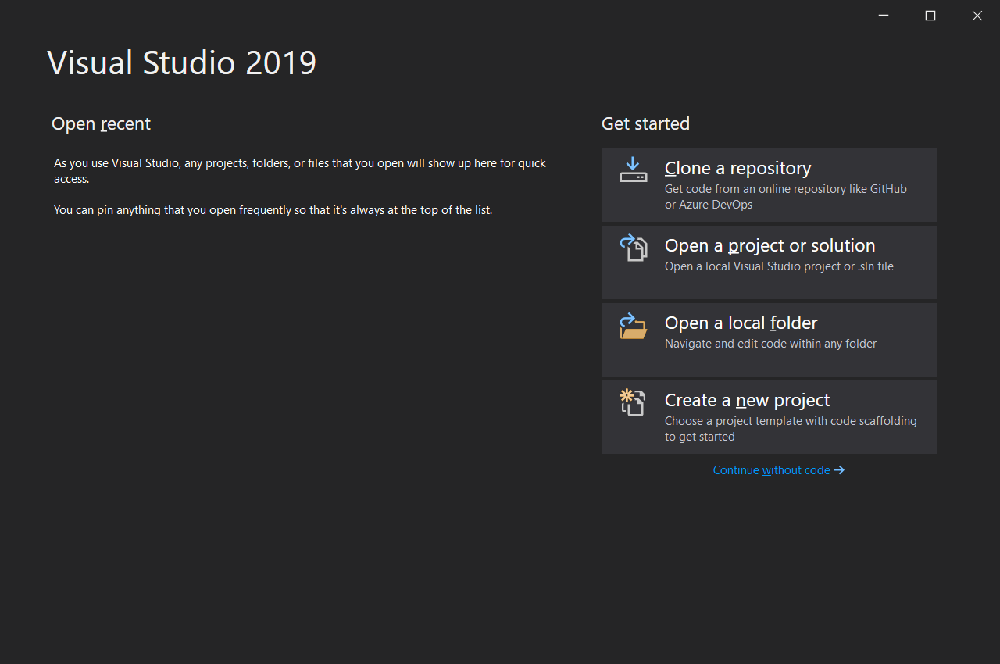 Visual Studio 2019
Open recent
As you use Visual Studio, any projects, folders, or files that you open will show up here for quick
access.
You can pin anything that you open frequently so that it's always at the top of the list.
Get started
Clone a repository
Get code from an online repository like GitHub
or Azure DevOps
Open a project or solution
Open a local Visual Studio project or .sln file
Open a local folder
Navigate and edit code within any folder
Create a new project
Choose a project template with code scaffolding
to get started
Continue without code →